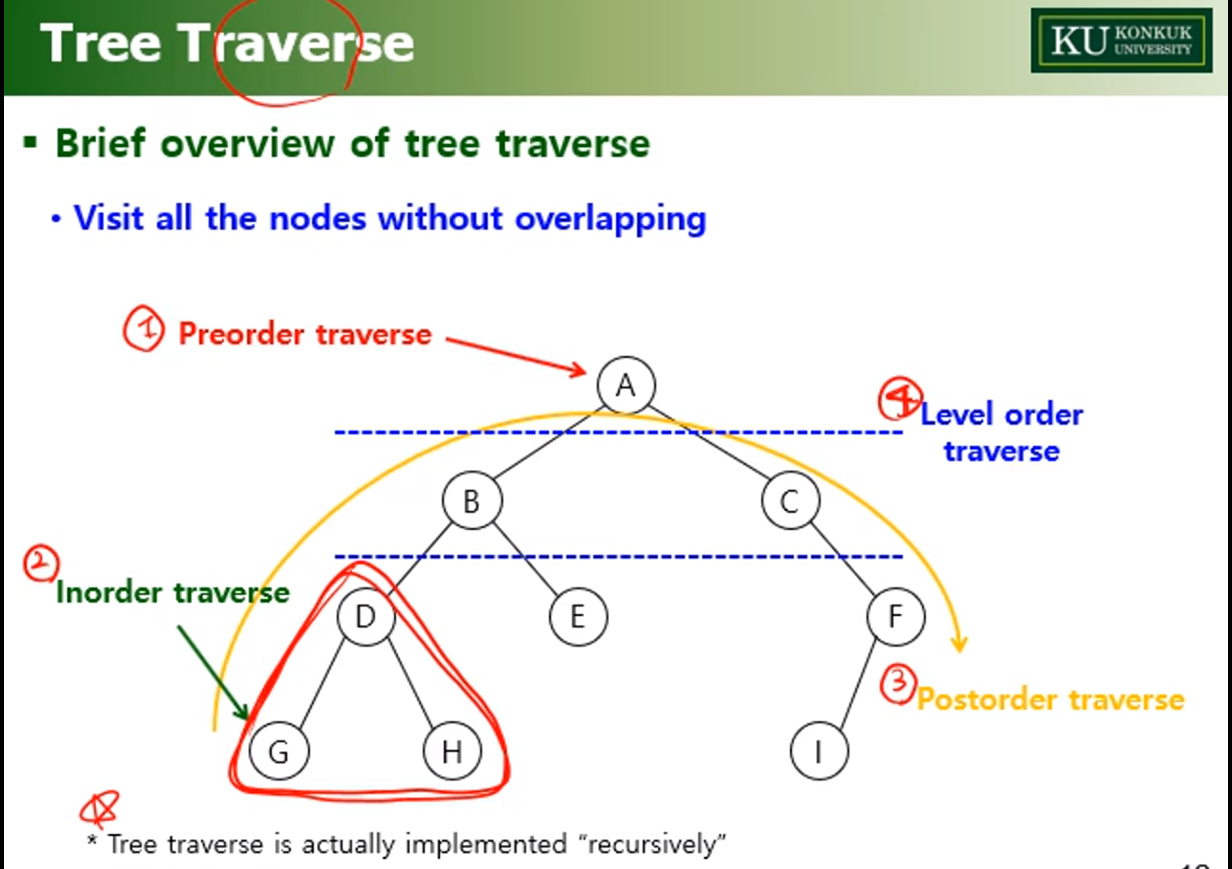 Tree Traverse
KU KONKUK
UNIVERSITY
▪ Brief overview of tree traverse
• Visit all the nodes without overlapping
① Preorder traverse
A
④ Level order
traverse
B
C
② Inorder traverse
D
E
F
③ Postorder traverse
G
H
I
* Tree traverse is actually implemented “recursively”